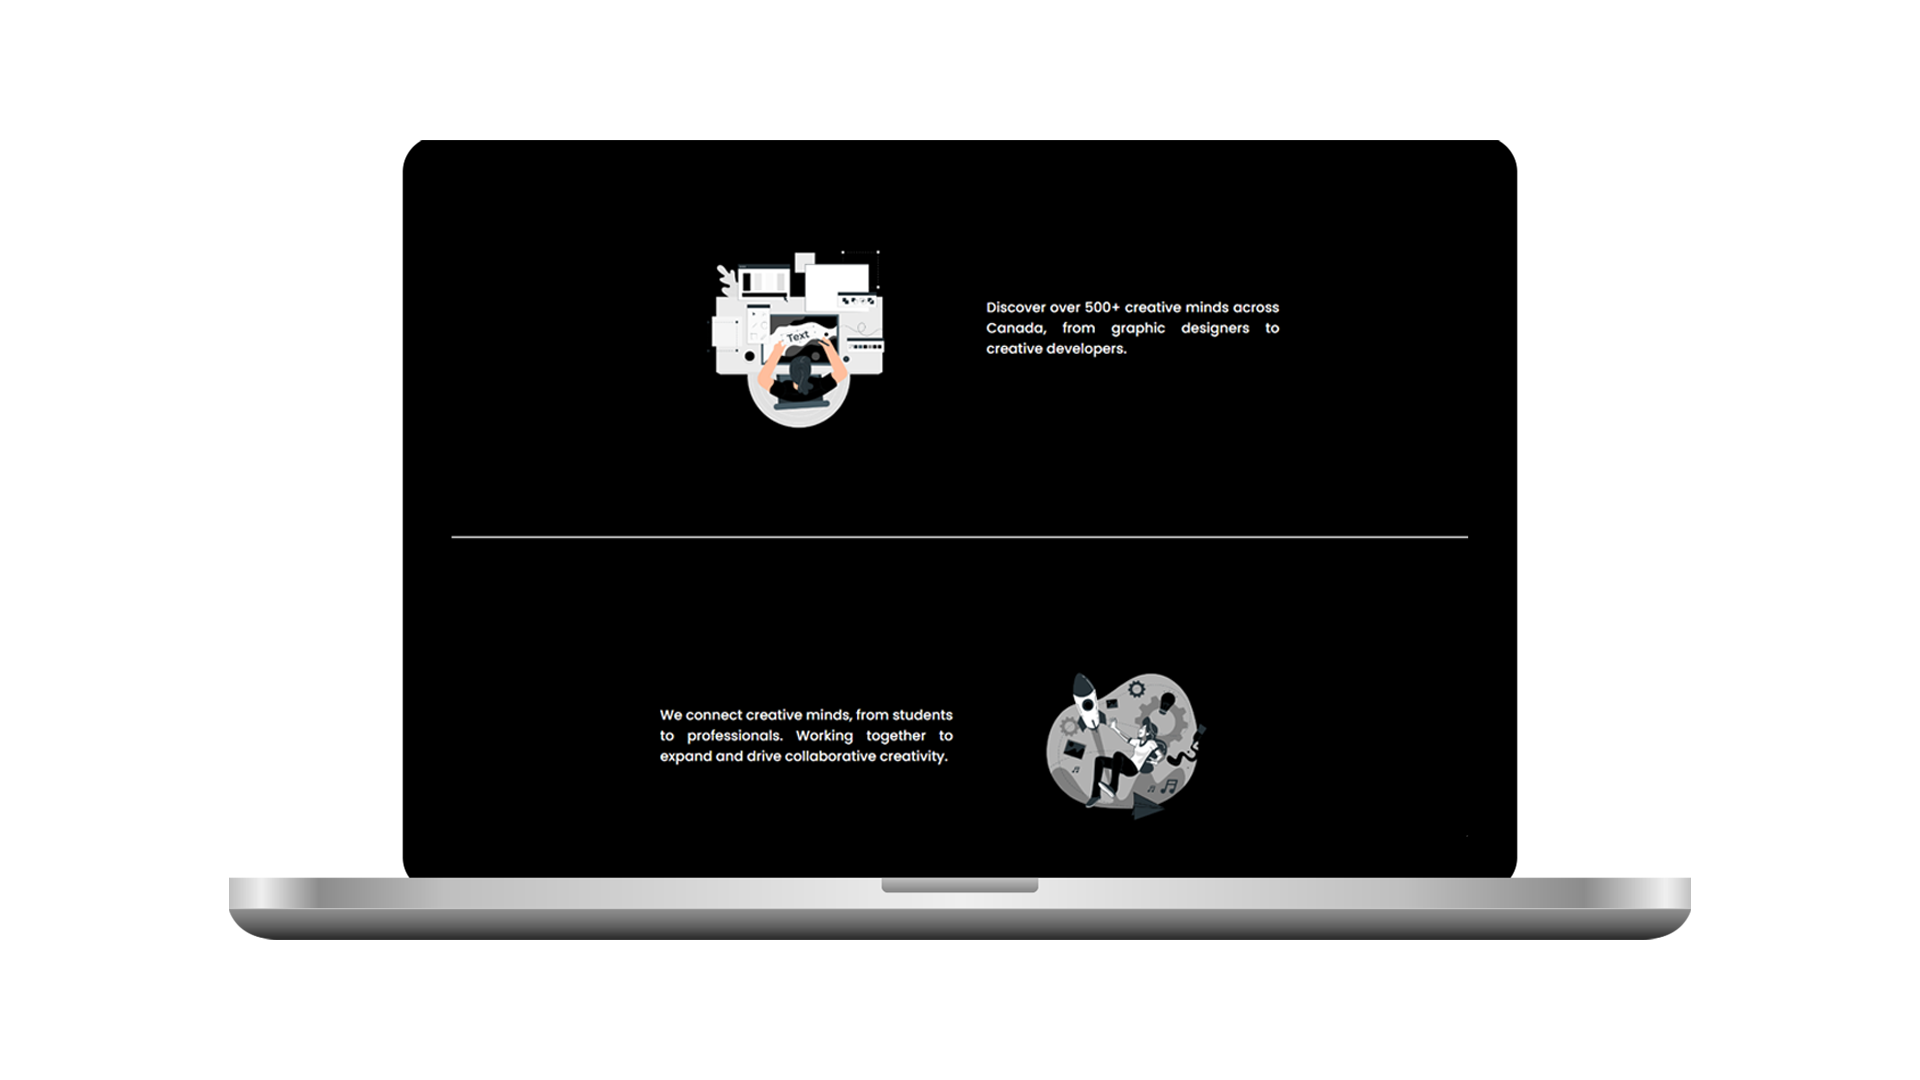 Text
Discover over 500+ creative minds across
Canada, from graphic designers to
creative developers.
We connect creative minds, from students
to professionals. Working together to
expand and drive collaborative creativity.